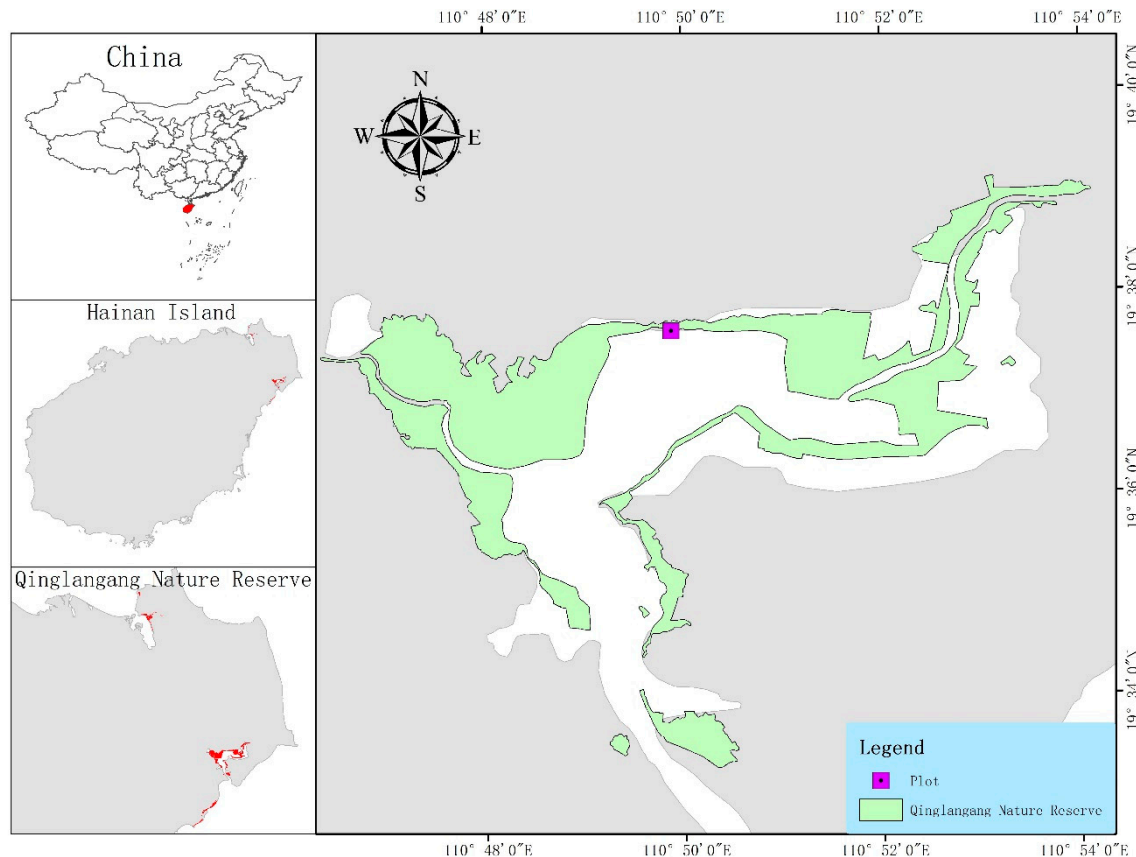 110° 48′ 0″E 110° 50′ 0″E 110° 52′ 0″E 110° 54′ 0″E
China
N
W E
S
19° 40′ 0″N
19° 38′ 0″N
19° 36′ 0″N
19° 34′ 0″N
Hainan Island
Qinglangang Nature Reserve
Legend
Plot
Qinglangang Nature Reserve
110° 48′ 0″E 110° 50′ 0″E 110° 52′ 0″E 110° 54′ 0″E